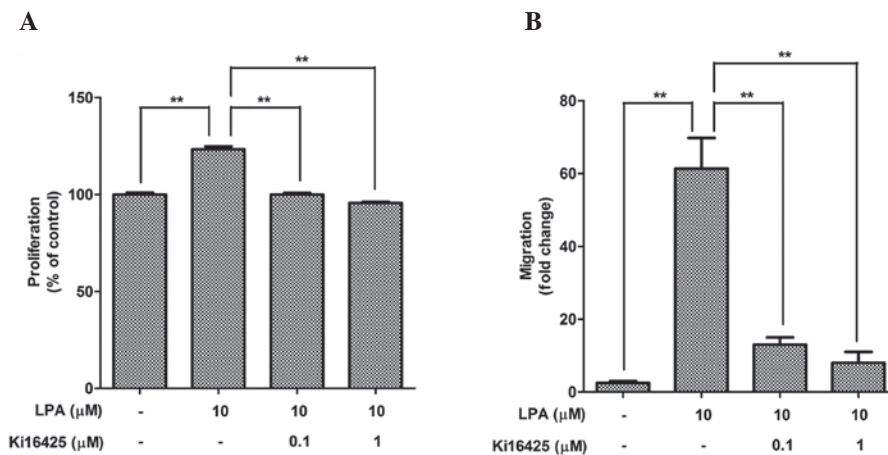 A
**
**
**
150
100
50
0
Proliferation
(% of control)
LPA (μM) - 10 10 10
Ki16425 (μM) - - 0.1 1
B
**
**
**
80
60
40
20
0
Migration
(fold change)
LPA (μM) - 10 10 10
Ki16425 (μM) - - 0.1 1